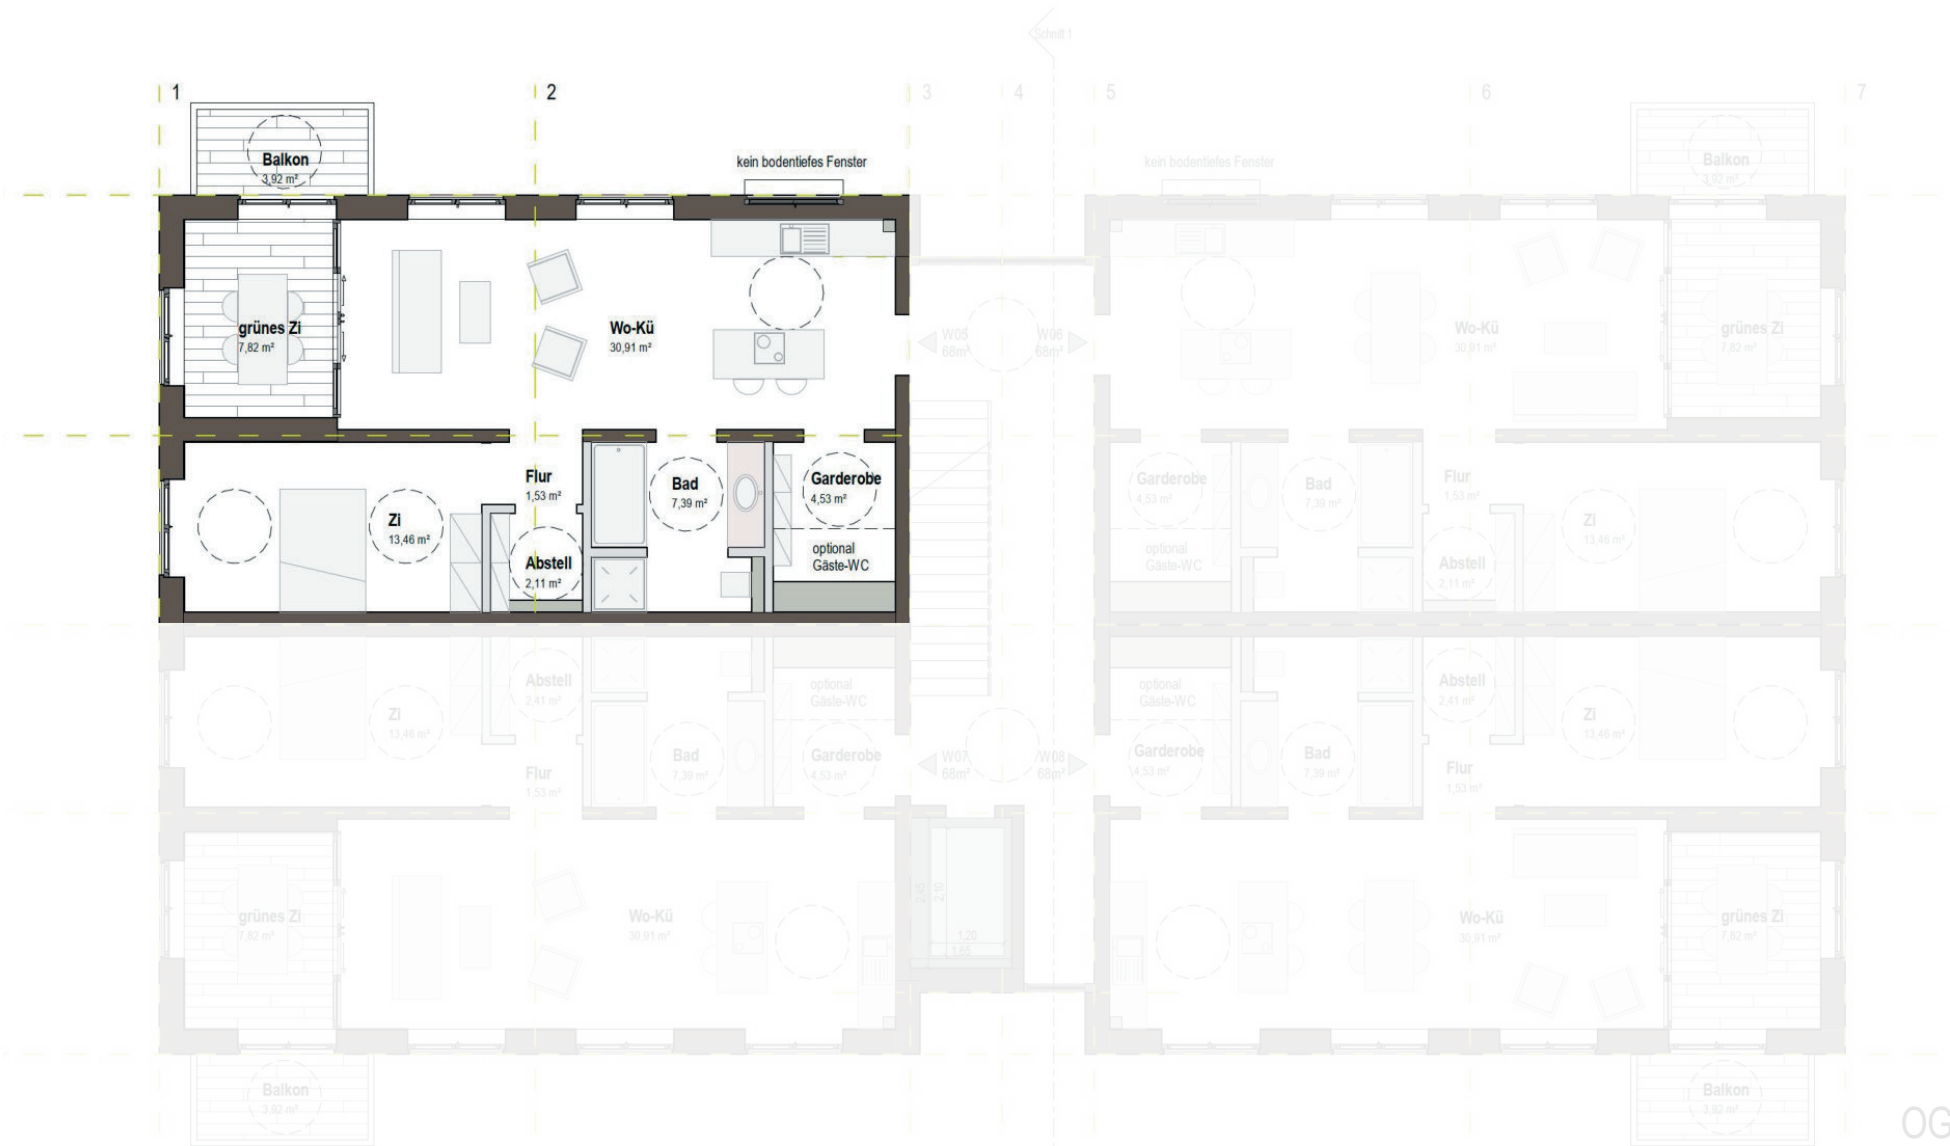 Schnitt 1
1
2
3
4
5
6
7
Balkon
3,92 m²
kein bodentiefes Fenster
kein bodentiefes Fenster
Balkon
3,92 m²
grünes Zi
7,82 m²
Wo-Kü
30,91 m²
W05
68m²
W06
68m²
Wo-Kü
30,91 m²
grünes Zi
7,82 m²
Zi
13,46 m²
Flur
1,53 m²
Abstell
2,11 m²
Bad
7,39 m²
Garderobe
4,53 m²
optional
Gäste-WC
Garderobe
4,53 m²
optional
Gäste-WC
Bad
7,39 m²
Flur
1,53 m²
Abstell
2,11 m²
Zi
13,46 m²
Zi
13,46 m²
Abstell
2,41 m²
Flur
1,53 m²
Bad
7,39 m²
optional
Gäste-WC
Garderobe
4,53 m²
W07
68m²
W08
68m²
optional
Gäste-WC
Garderobe
4,53 m²
Bad
7,39 m²
Abstell
2,41 m²
Flur
1,53 m²
Zi
13,46 m²
grünes Zi
7,82 m²
Wo-Kü
30,91 m²
2,45
2,10
1,20
1,65
Wo-Kü
30,91 m²
grünes Zi
7,82 m²
Balkon
3,92 m²
Balkon
3,92 m²
OG